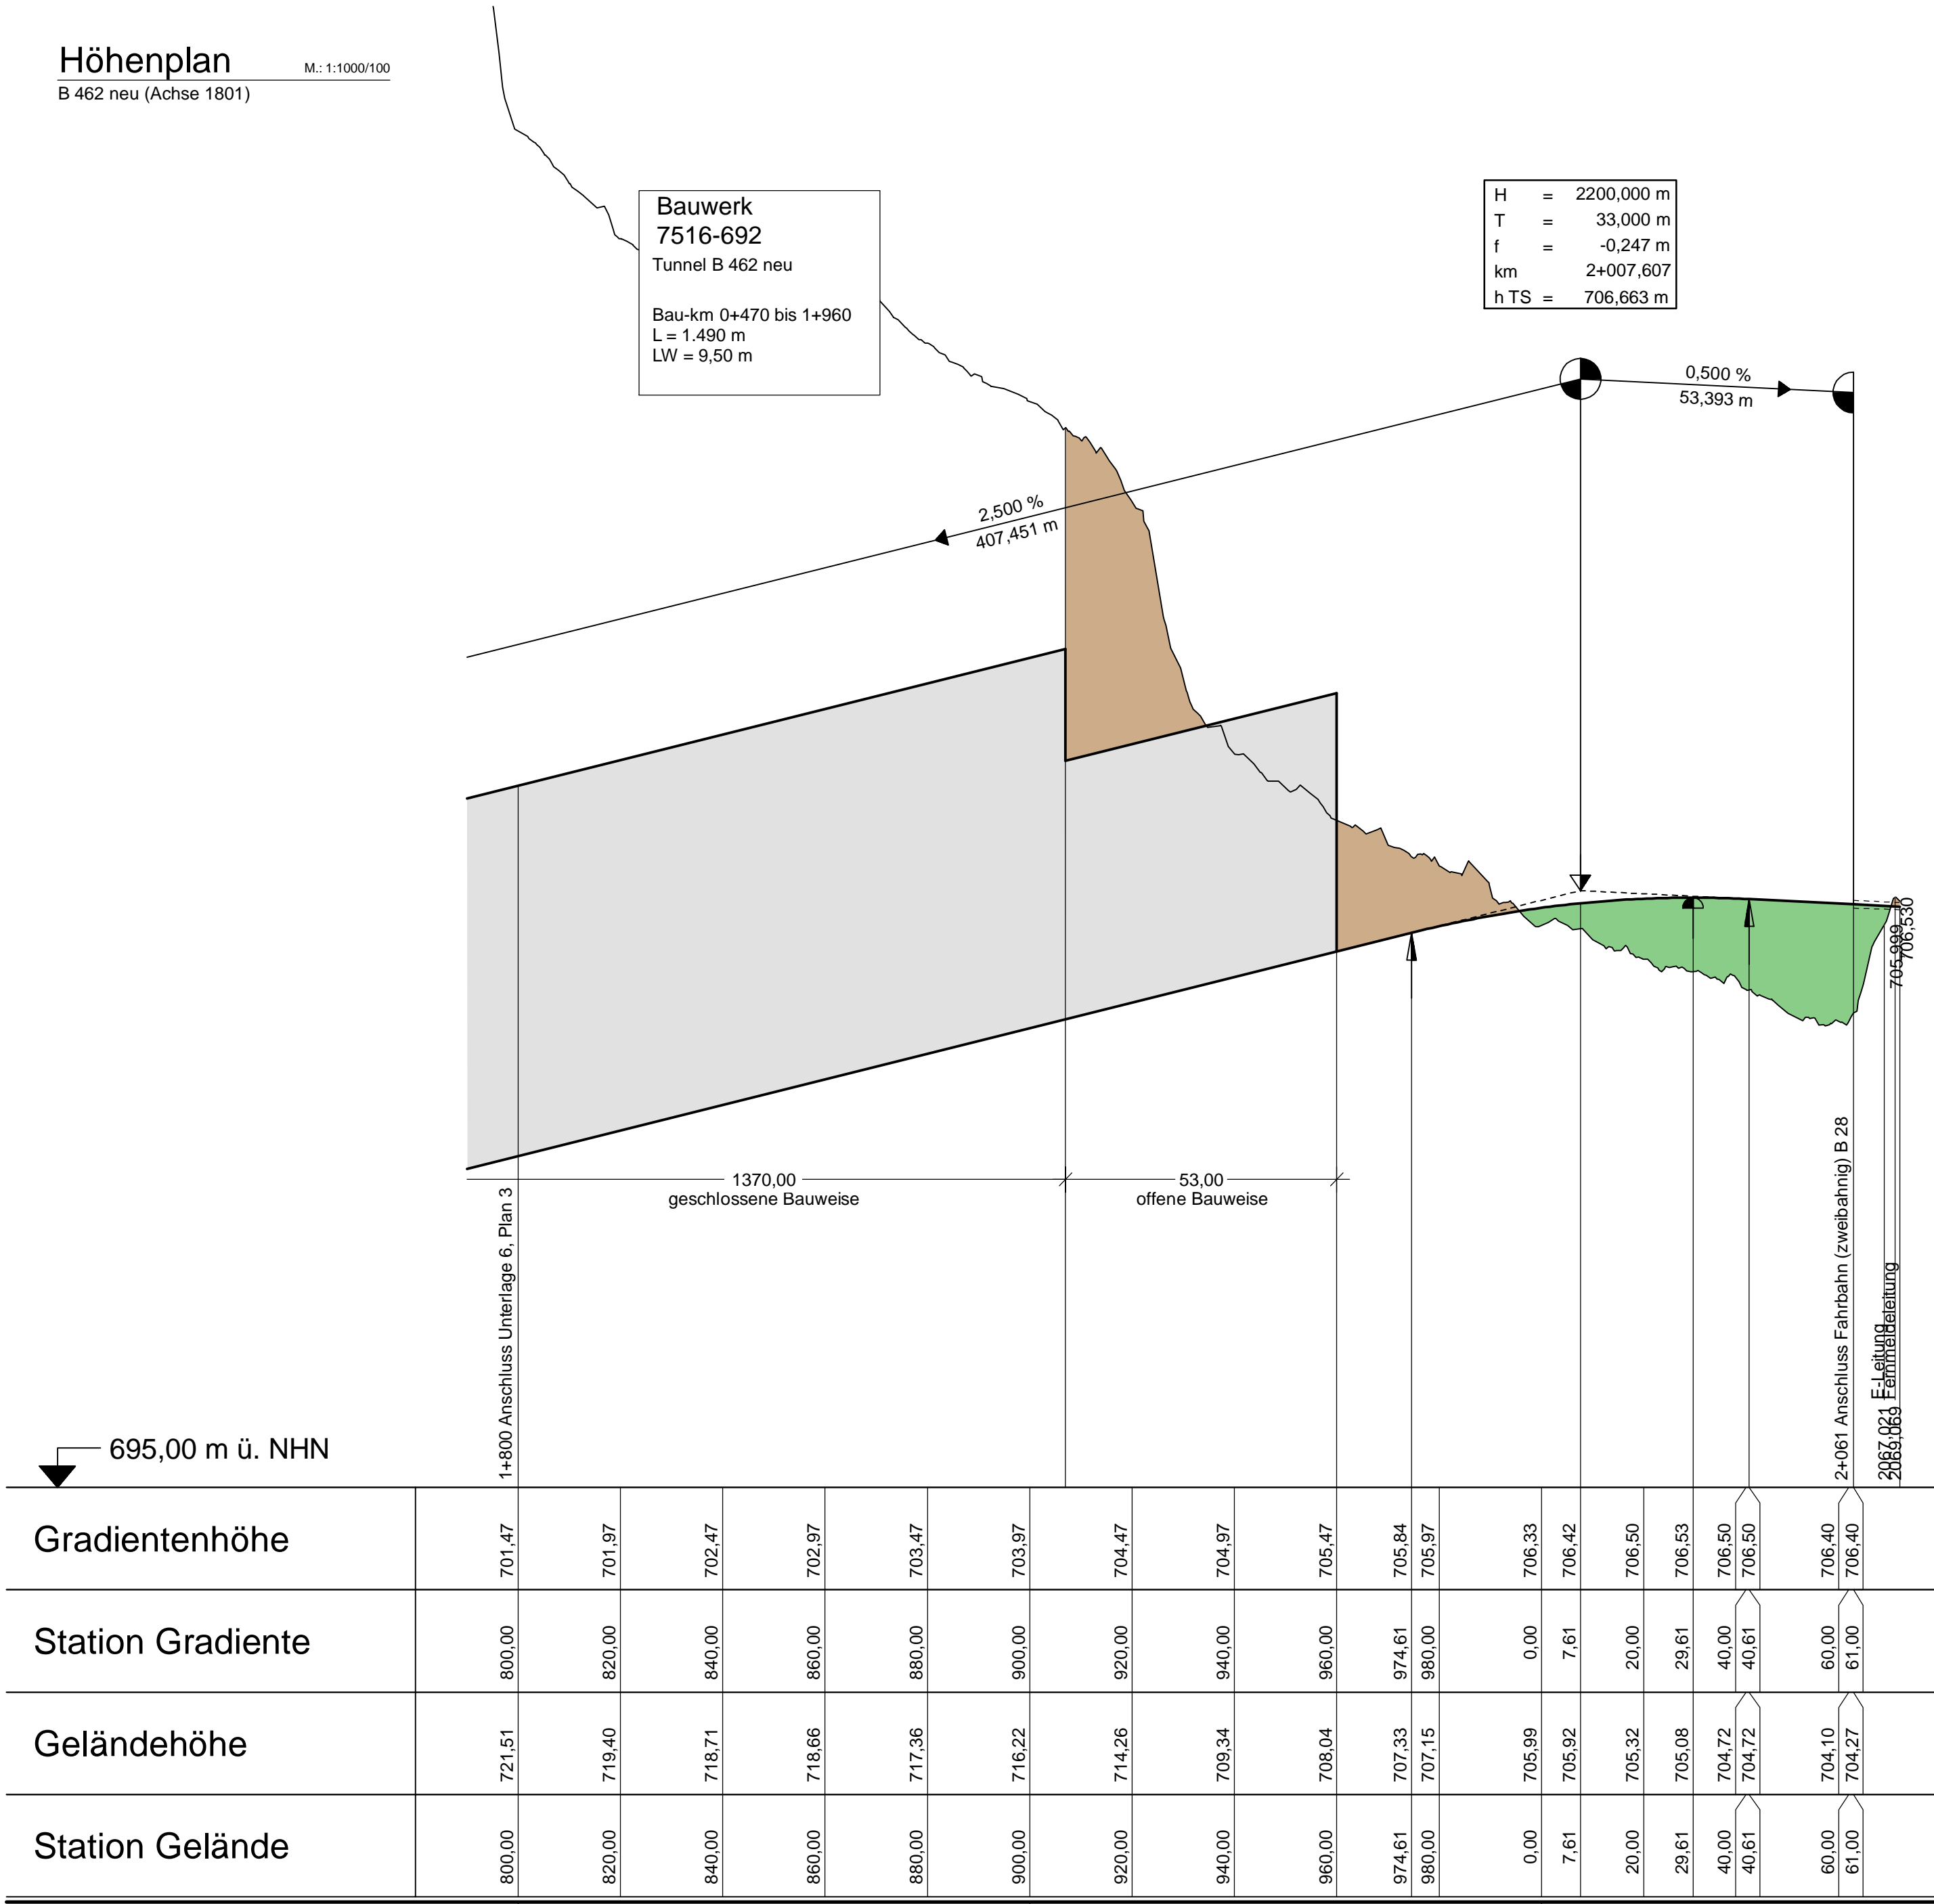 Höhenplan
M.: 1:1000/100
B 462 neu (Achse 1801)
Bauwerk
7516-692
Tunnel B 462 neu
Bau-km 0+470 bis 1+960
L = 1.490 m
LW = 9,50 m
H = 2200,000 m
T = 33,000 m
f = -0,247 m
km 2+007,607
h TS = 706,663 m
0,500 %
53,393 m
2,500 %
407,451 m
705,999
706,530
1370,00
geschlossene Bauweise
53,00
offene Bauweise
1+800 Anschluss Unterlage 6, Plan 3
2+061 Anschluss Fahrbahn (zweibahnig) B 28
E-Leitung
2067,021 Fernmeldeleitung
2069,069
695,00 m ü. NHN
Gradientenhöhe 701,47 701,97 702,47 702,97 703,47 703,97 704,47 704,97 705,47 705,84 705,97 706,33 706,42 706,50 706,53 706,50 706,50 706,40 706,40
Station Gradiente 800,00 820,00 840,00 860,00 880,00 900,00 920,00 940,00 960,00 974,61 980,00 0,00 7,61 20,00 29,61 40,00 40,61 60,00 61,00
Geländehöhe 721,51 719,40 718,71 718,66 717,36 716,22 714,26 709,34 708,04 707,33 707,15 705,99 705,92 705,32 705,08 704,72 704,72 704,10 704,27
Station Gelände 800,00 820,00 840,00 860,00 880,00 900,00 920,00 940,00 960,00 974,61 980,00 0,00 7,61 20,00 29,61 40,00 40,61 60,00 61,00